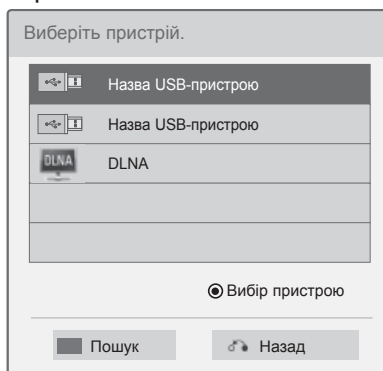 Виберіть пристрій.
Назва USB-пристрою
Назва USB-пристрою
DLNA DLNA
Вибір пристрою
Пошук Назад